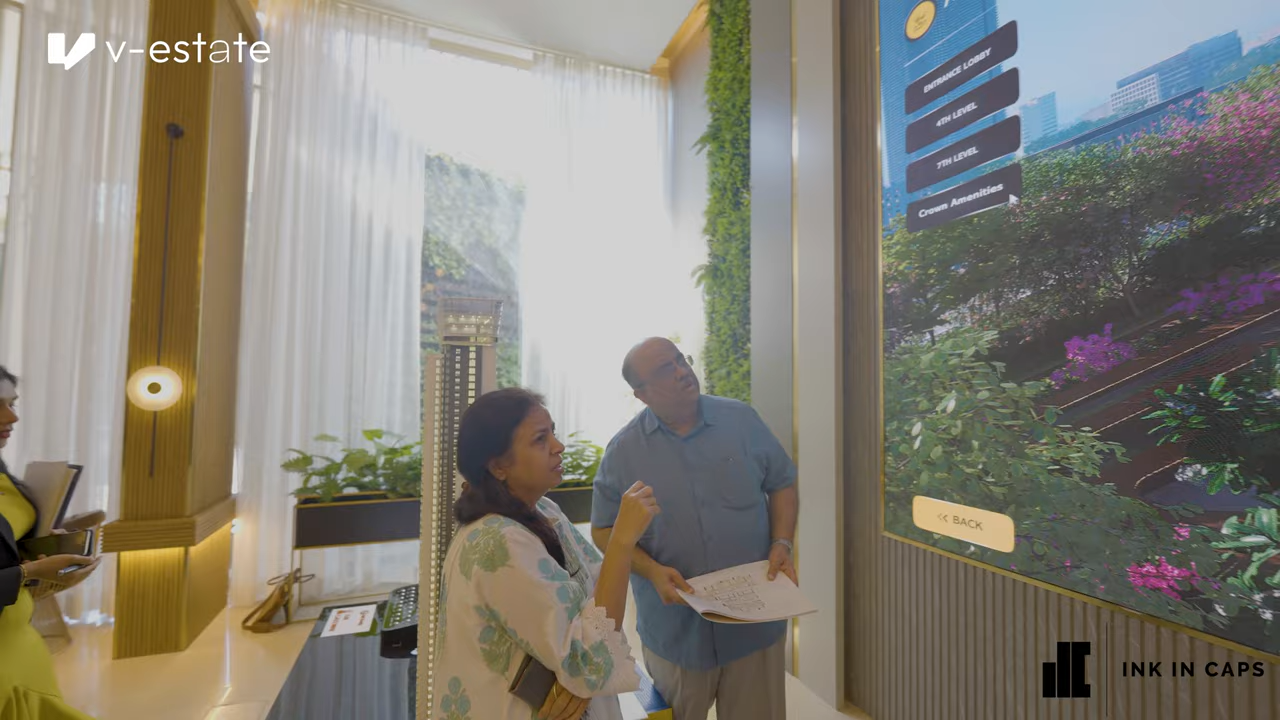 v-estate
ENTRANCE LOBBY
4TH LEVEL
7TH LEVEL
Crown Amenities
<< BACK
INK IN CAPS